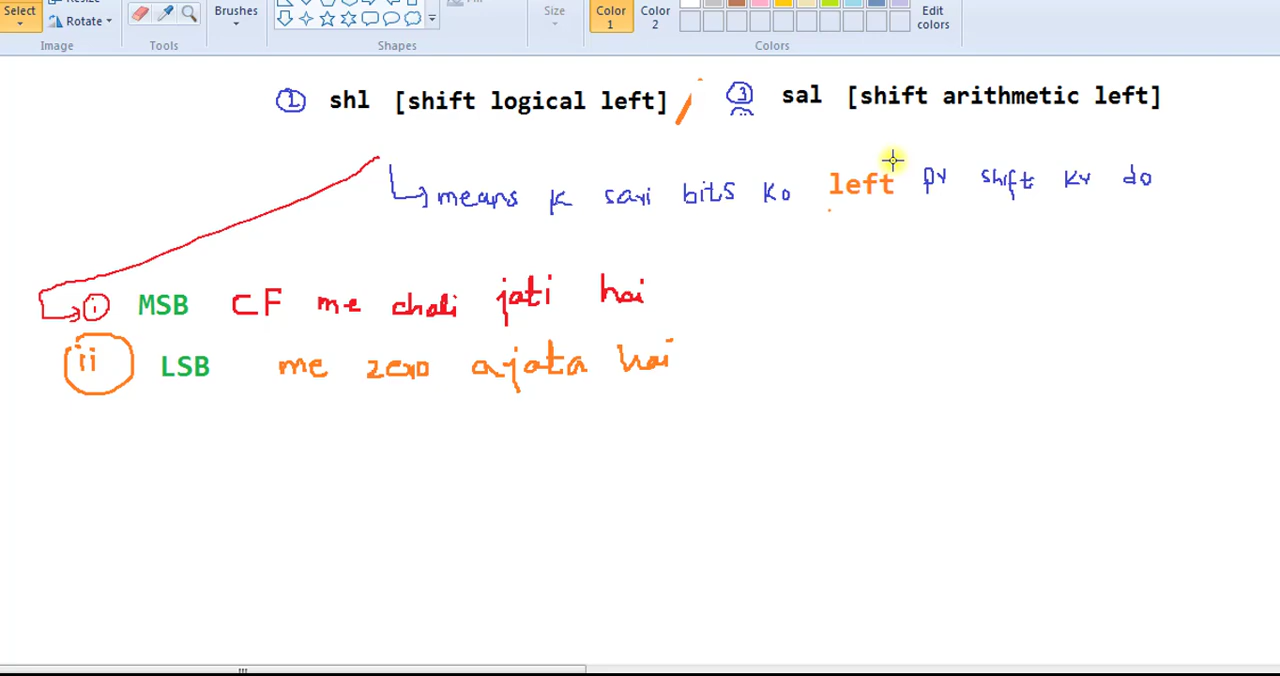 Select
Resize
Rotate
Image
Tools
Brushes
Shapes
Fill
Size
Color 1
Color 2
Edit colors
Colors
1 shl [shift logical left] / 3 sal [shift arithmetic left]
means k sari bits ko left pr shift kr do
i MSB CF me chali jati hai
ii LSB me zero ajata hai